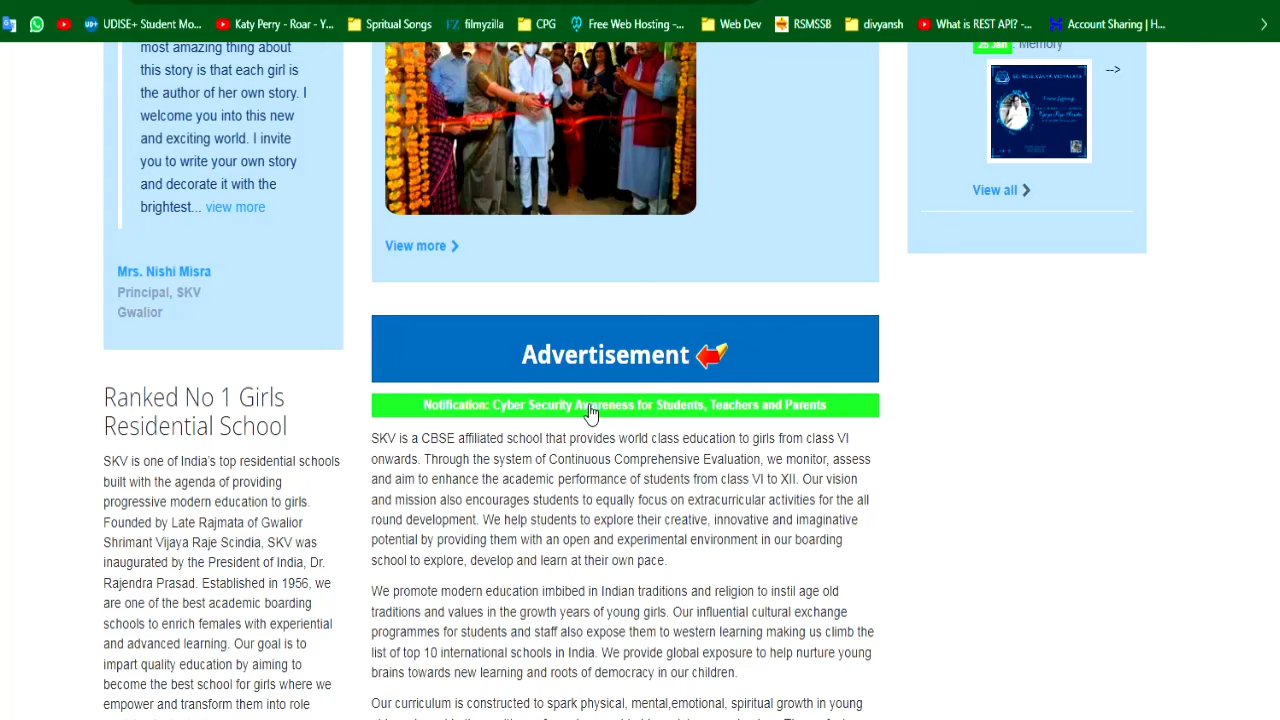 UDISE+ Student Mo...
Katy Perry - Roar - Y...
Spritual Songs
FZ filmyzilla
CPG
Free Web Hosting -...
Web Dev
RSMSSB
divyansh
What is REST API? -...
Account Sharing | H...
most amazing thing about
this story is that each girl is
the author of her own story. I
welcome you into this new
and exciting world. I invite
you to write your own story
and decorate it with the
brightest... view more
Mrs. Nishi Misra
Principal, SKV
Gwalior
Ranked No 1 Girls
Residential School
SKV is one of India's top residential schools
built with the agenda of providing
progressive modern education to girls.
Founded by Late Rajmata of Gwalior
Shrimant Vijaya Raje Scindia, SKV was
inaugurated by the President of India, Dr.
Rajendra Prasad. Established in 1956, we
are one of the best academic boarding
schools to enrich females with experiential
and advanced learning. Our goal is to
impart quality education by aiming to
become the best school for girls where we
empower and transform them into role
View more
Advertisement
Notification: Cyber Security Awareness for Students, Teachers and Parents
SKV is a CBSE affiliated school that provides world class education to girls from class VI
onwards. Through the system of Continuous Comprehensive Evaluation, we monitor, assess
and aim to enhance the academic performance of students from class VI to XII. Our vision
and mission also encourages students to equally focus on extracurricular activities for the all
round development. We help students to explore their creative, innovative and imaginative
potential by providing them with an open and experimental environment in our boarding
school to explore, develop and learn at their own pace.
We promote modern education imbibed in Indian traditions and religion to instil age old
traditions and values in the growth years of young girls. Our influential cultural exchange
programmes for students and staff also expose them to western learning making us climb the
list of top 10 international schools in India. We provide global exposure to help nurture young
brains towards new learning and roots of democracy in our children.
Our curriculum is constructed to spark physical, mental,emotional, spiritual growth in young
: Memory
-->
SCINDIA KANYA VIDYALAYA
View all